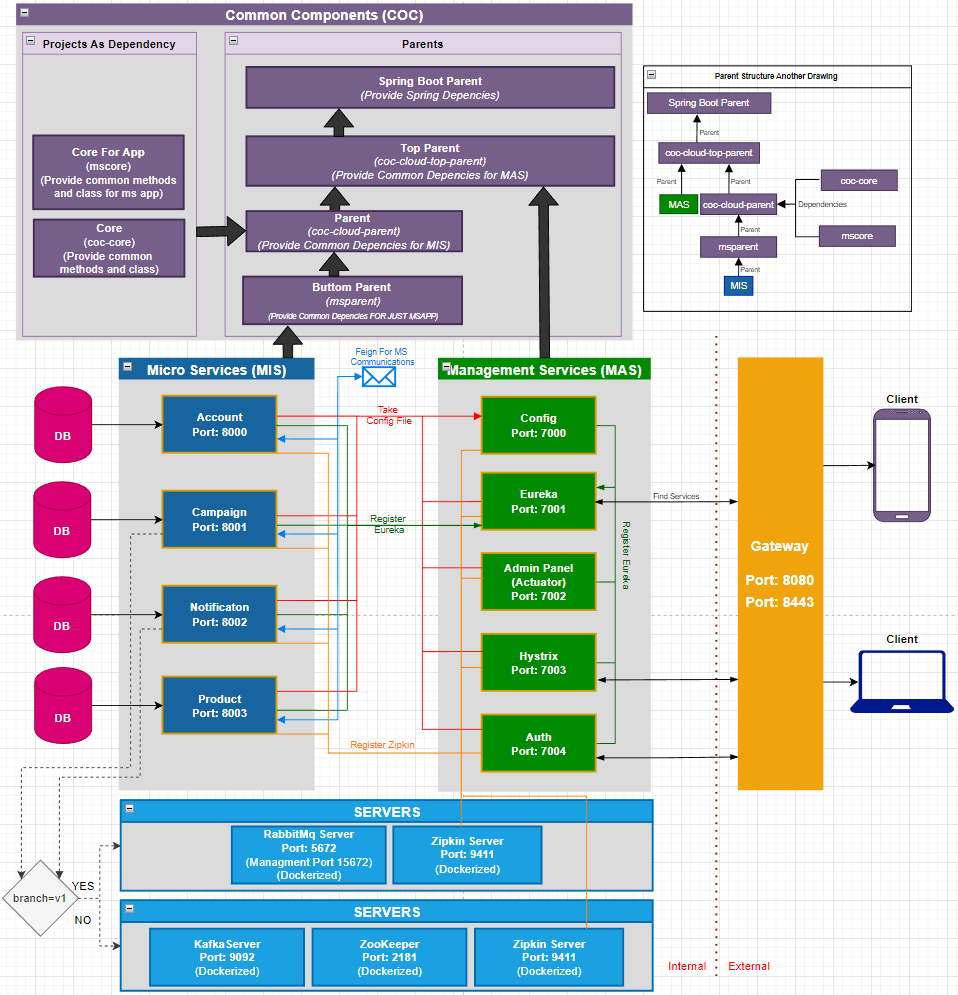 Common Components (COC)
Projects As Dependency
Core For App
(mscore)
(Provide common methods
and class for ms app)
Core
(coc-core)
(Provide common
methods and class)
Parents
Spring Boot Parent
(Provide Spring Depencies)
Top Parent
(coc-cloud-top-parent)
(Provide Common Depencies for MAS)
Parent
(coc-cloud-parent)
(Provide Common Depencies for MIS)
Buttom Parent
(msparent)
(Provide Common Depencies FOR JUST MSAPP)
Parent Structure Another Drawing
Spring Boot Parent
Parent
coc-cloud-top-parent
Parent
Parent
MAS
coc-cloud-parent
Dependencies
coc-core
mscore
Parent
msparent
Parent
MIS
Micro Services (MIS)
Feign For MS
Communications
Management Services (MAS)
DB
Account
Port: 8000
Take
Config File
Config
Port: 7000
DB
Campaign
Port: 8001
Register
Eureka
Eureka
Port: 7001
Find Services
Register Eureka
Admin Panel
(Actuator)
Port: 7002
DB
Notificaton
Port: 8002
Hystrix
Port: 7003
DB
Product
Port: 8003
Register Zipkin
Auth
Port: 7004
Gateway
Port: 8080
Port: 8443
Client
Client
SERVERS
RabbitMq Server
Port: 5672
(Managment Port 15672)
(Dockerized)
Zipkin Server
Port: 9411
(Dockerized)
branch=v1
YES
NO
SERVERS
KafkaServer
Port: 9092
(Dockerized)
ZooKeeper
Port: 2181
(Dockerized)
Zipkin Server
Port: 9411
(Dockerized)
Internal
External